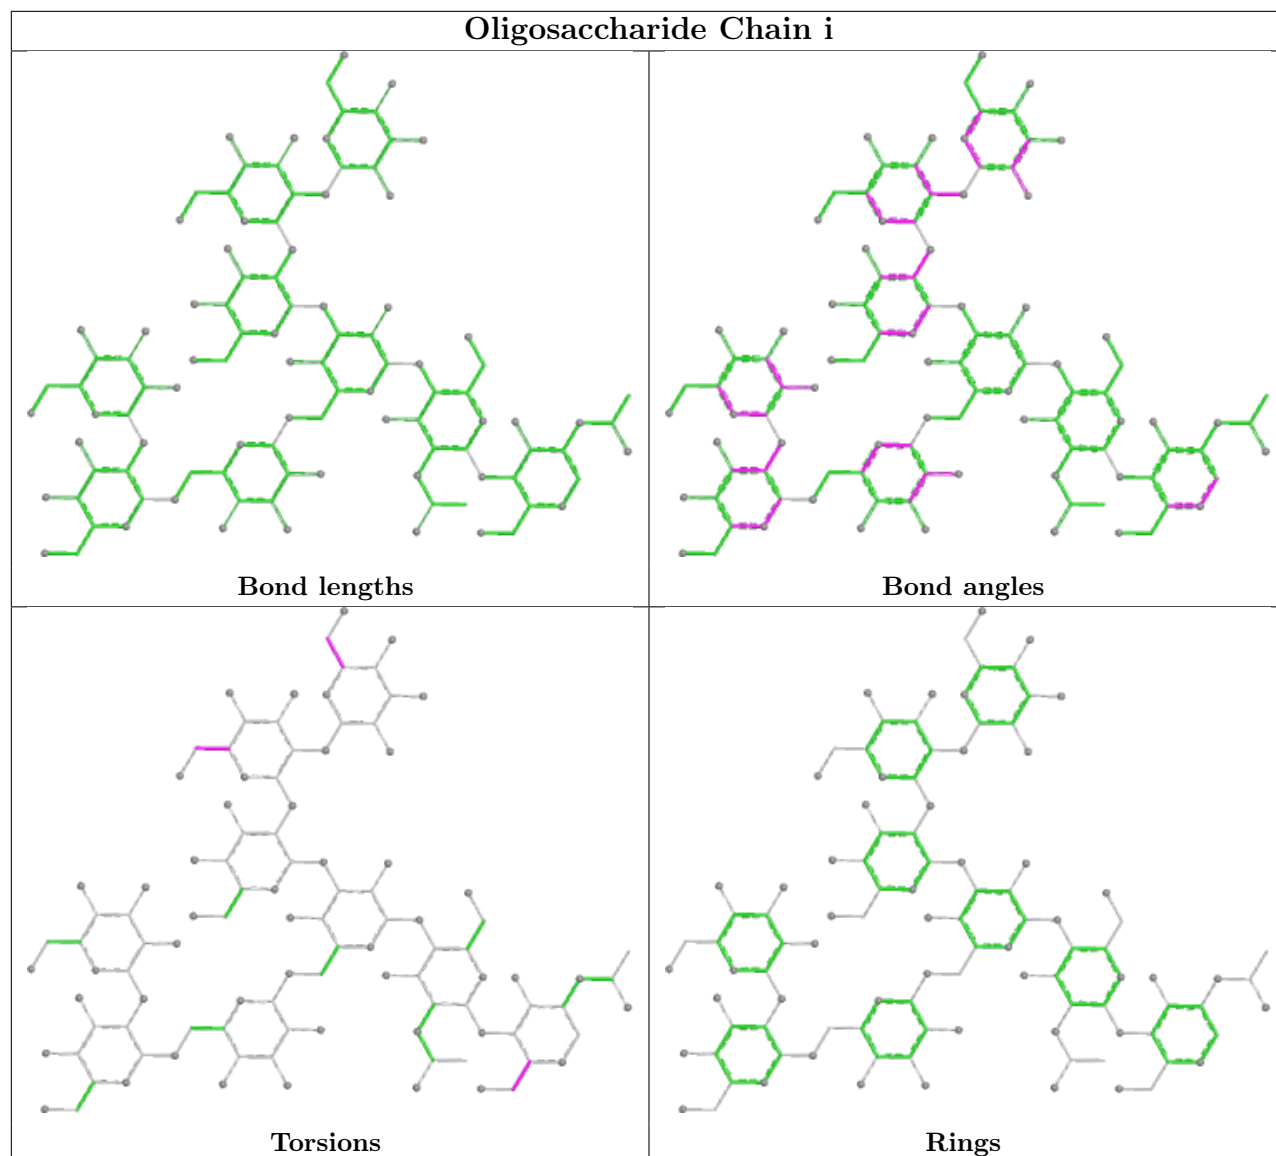 Oligosaccharide Chain i
Bond lengths
Bond angles
Torsions
Rings